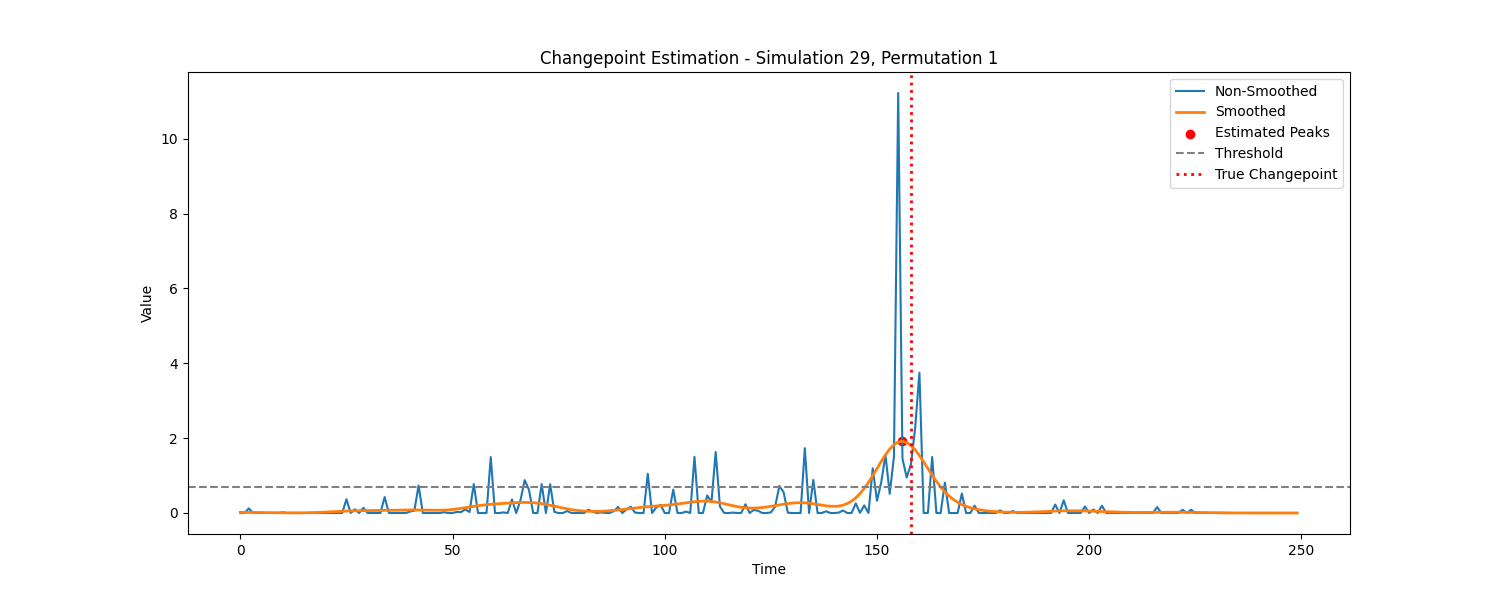 Changepoint Estimation - Simulation 29, Permutation 1
Non-Smoothed
Smoothed
Estimated Peaks
Threshold
True Changepoint
Value
10
8
6
4
2
0
0 50 100 150 200 250
Time